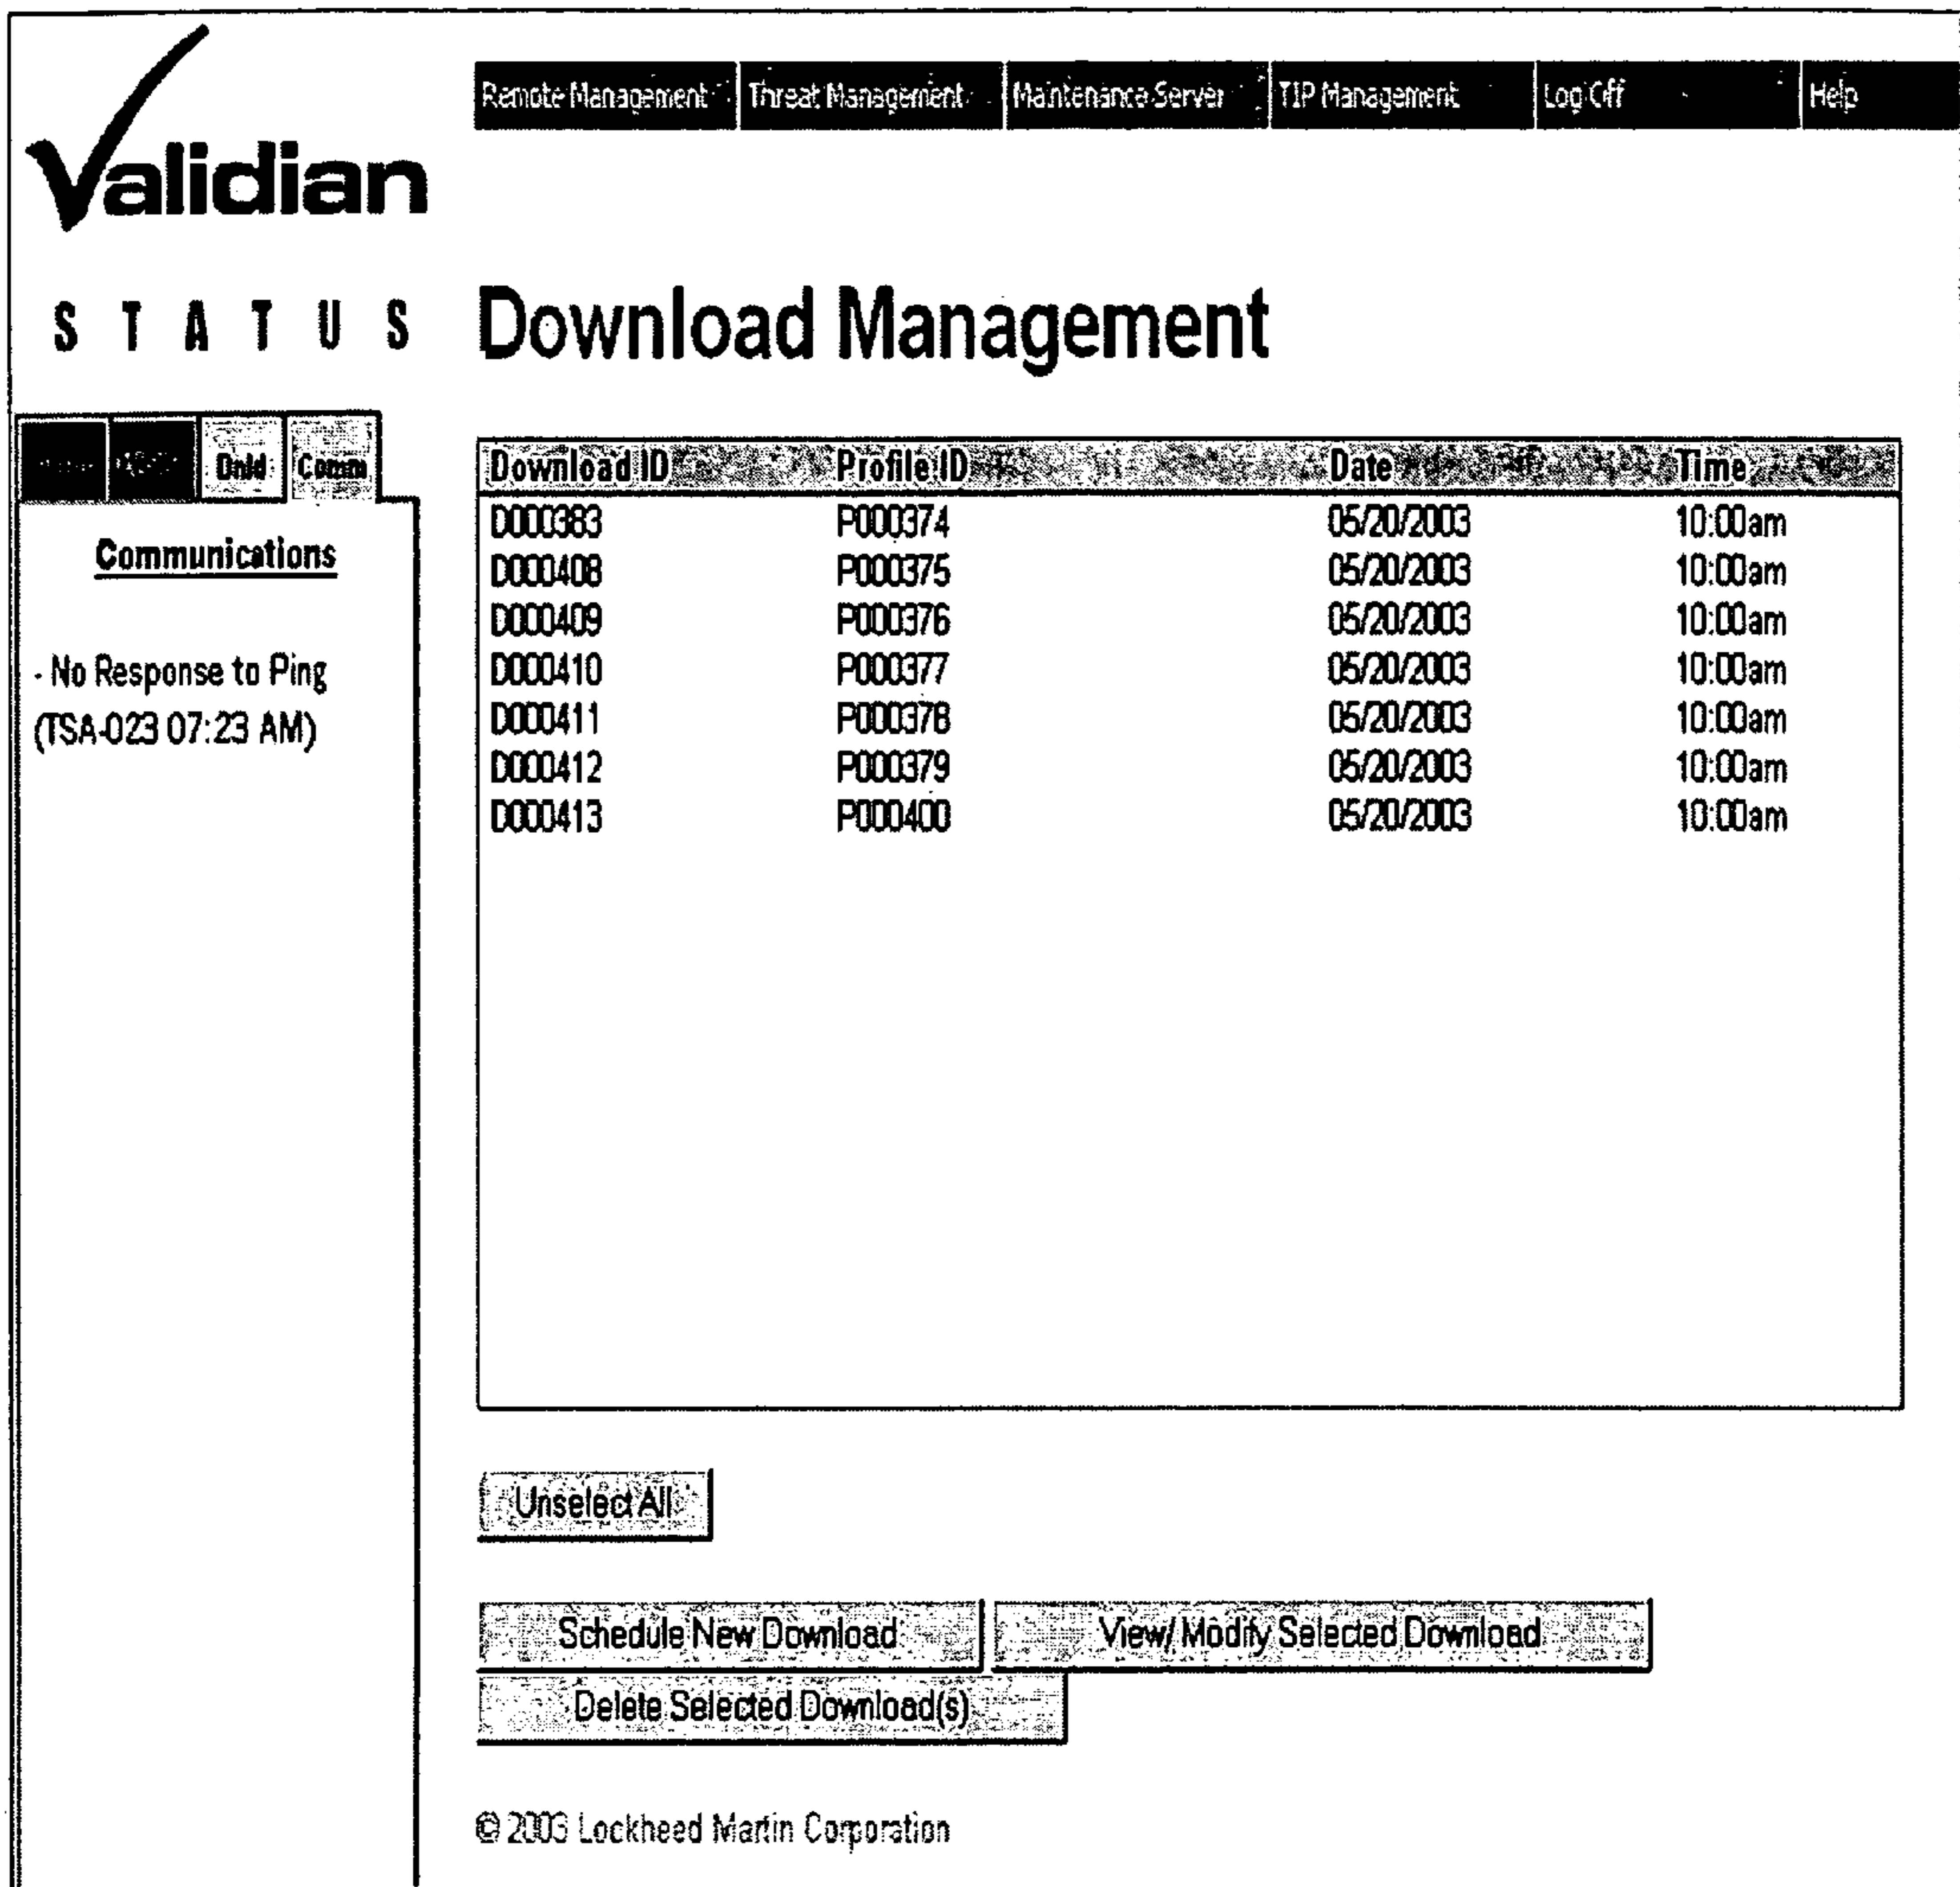 Validian
Remote Management Threat Management Maintenance Server TIP Management Log Off Help
STATUS
Download Management
Dnld Comm
Communications
- No Response to Ping
(TSA-023 07:23 AM)
Download ID Profile ID Date Time
D000383 P000374 05/20/2003 10:00am
D000408 P000375 05/20/2003 10:00am
D000409 P000376 05/20/2003 10:00am
D000410 P000377 05/20/2003 10:00am
D000411 P000378 05/20/2003 10:00am
D000412 P000379 05/20/2003 10:00am
D000413 P000400 05/20/2003 10:00am
Unselect All
Schedule New Download View/ Modify Selected Download
Delete Selected Download(s)
© 2003 Lockheed Martin Corporation